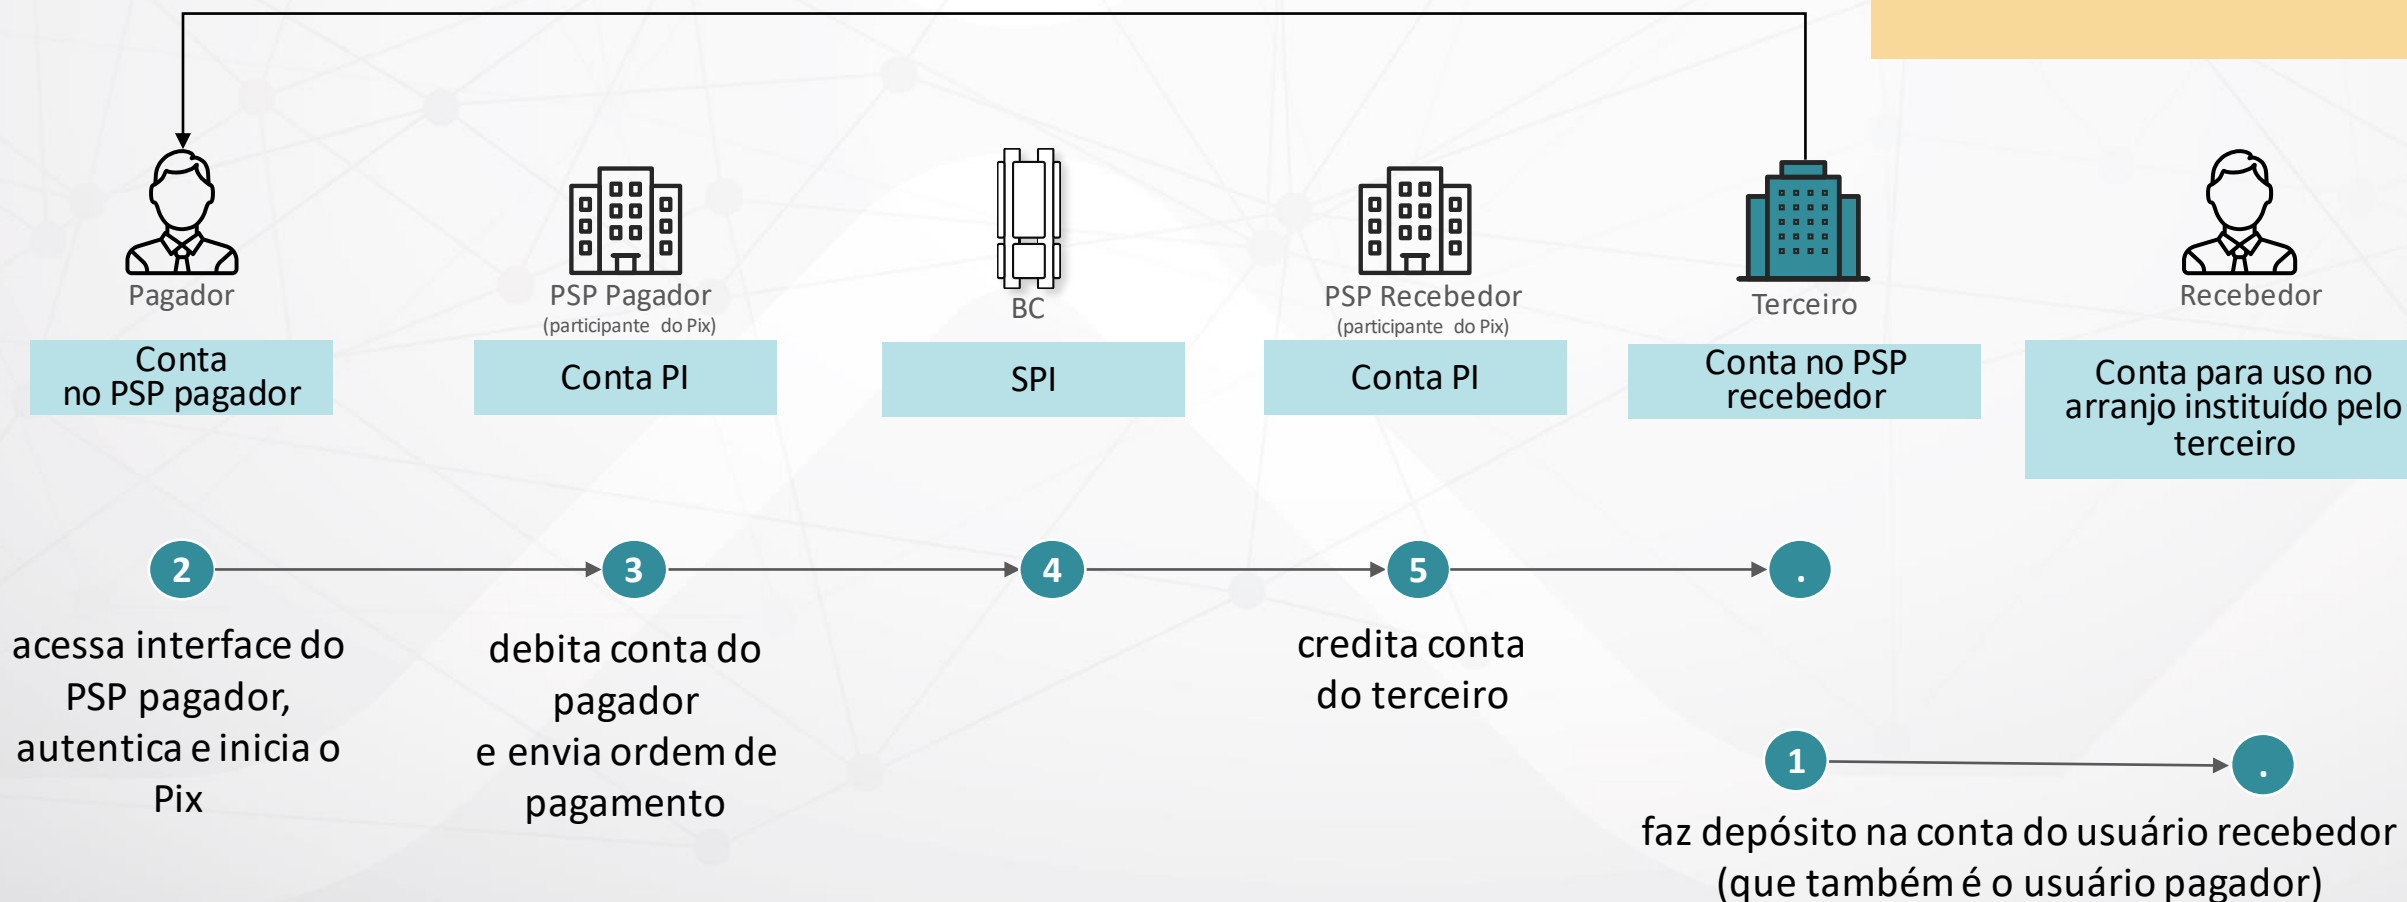 Pagador
PSP Pagador
(participante do Pix)
BC
PSP Recebedor
(participante do Pix)
Terceiro
Recebedor
Conta
no PSP pagador
Conta PI
SPI
Conta PI
Conta no PSP
recebedor
Conta para uso no
arranjo instituído pelo
terceiro
2
3
4
5
.
acessa interface do
PSP pagador,
autentica e inicia o
Pix
debita conta do
pagador
e envia ordem de
pagamento
credita conta
do terceiro
1
.
faz depósito na conta do usuário recebedor
(que também é o usuário pagador)